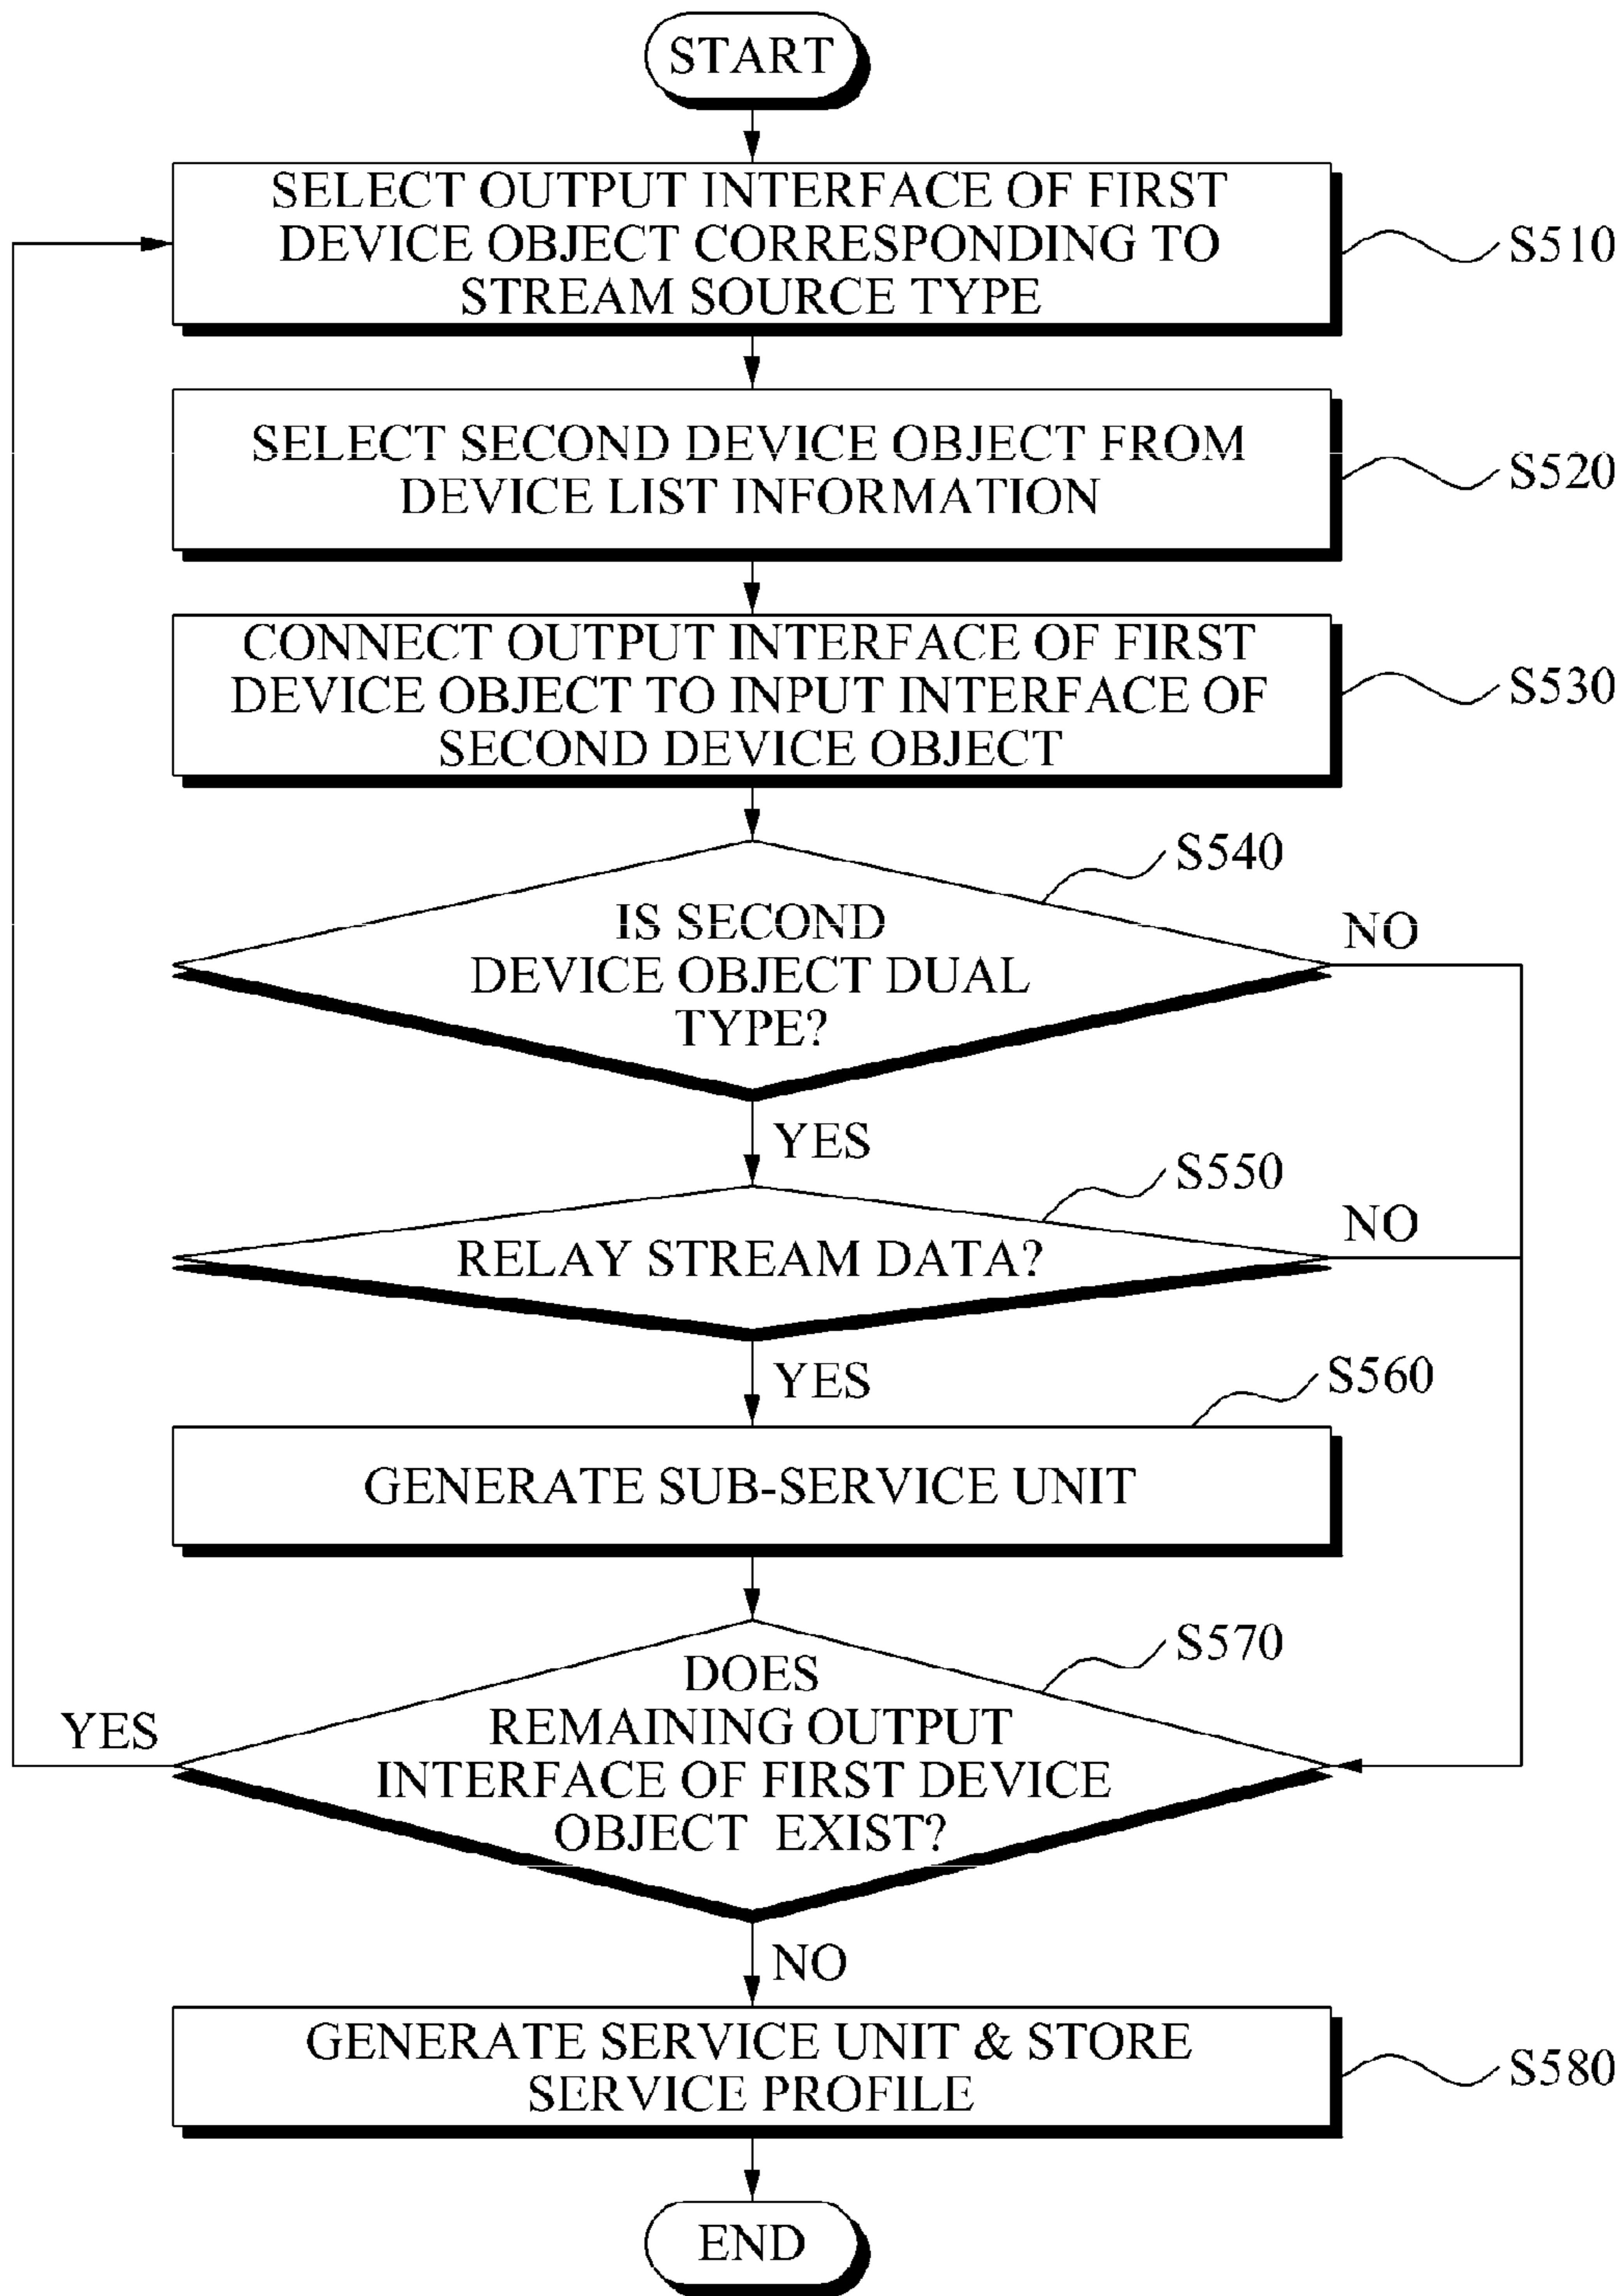 START
SELECT OUTPUT INTERFACE OF FIRST
DEVICE OBJECT CORRESPONDING TO
STREAM SOURCE TYPE
S510
SELECT SECOND DEVICE OBJECT FROM
DEVICE LIST INFORMATION
S520
CONNECT OUTPUT INTERFACE OF FIRST
DEVICE OBJECT TO INPUT INTERFACE OF
SECOND DEVICE OBJECT
S530
S540
IS SECOND
DEVICE OBJECT DUAL
TYPE?
NO
YES
S550
RELAY STREAM DATA?
NO
YES
S560
GENERATE SUB-SERVICE UNIT
S570
DOES
REMAINING OUTPUT
INTERFACE OF FIRST DEVICE
OBJECT EXIST?
YES
NO
GENERATE SERVICE UNIT & STORE
SERVICE PROFILE
S580
END